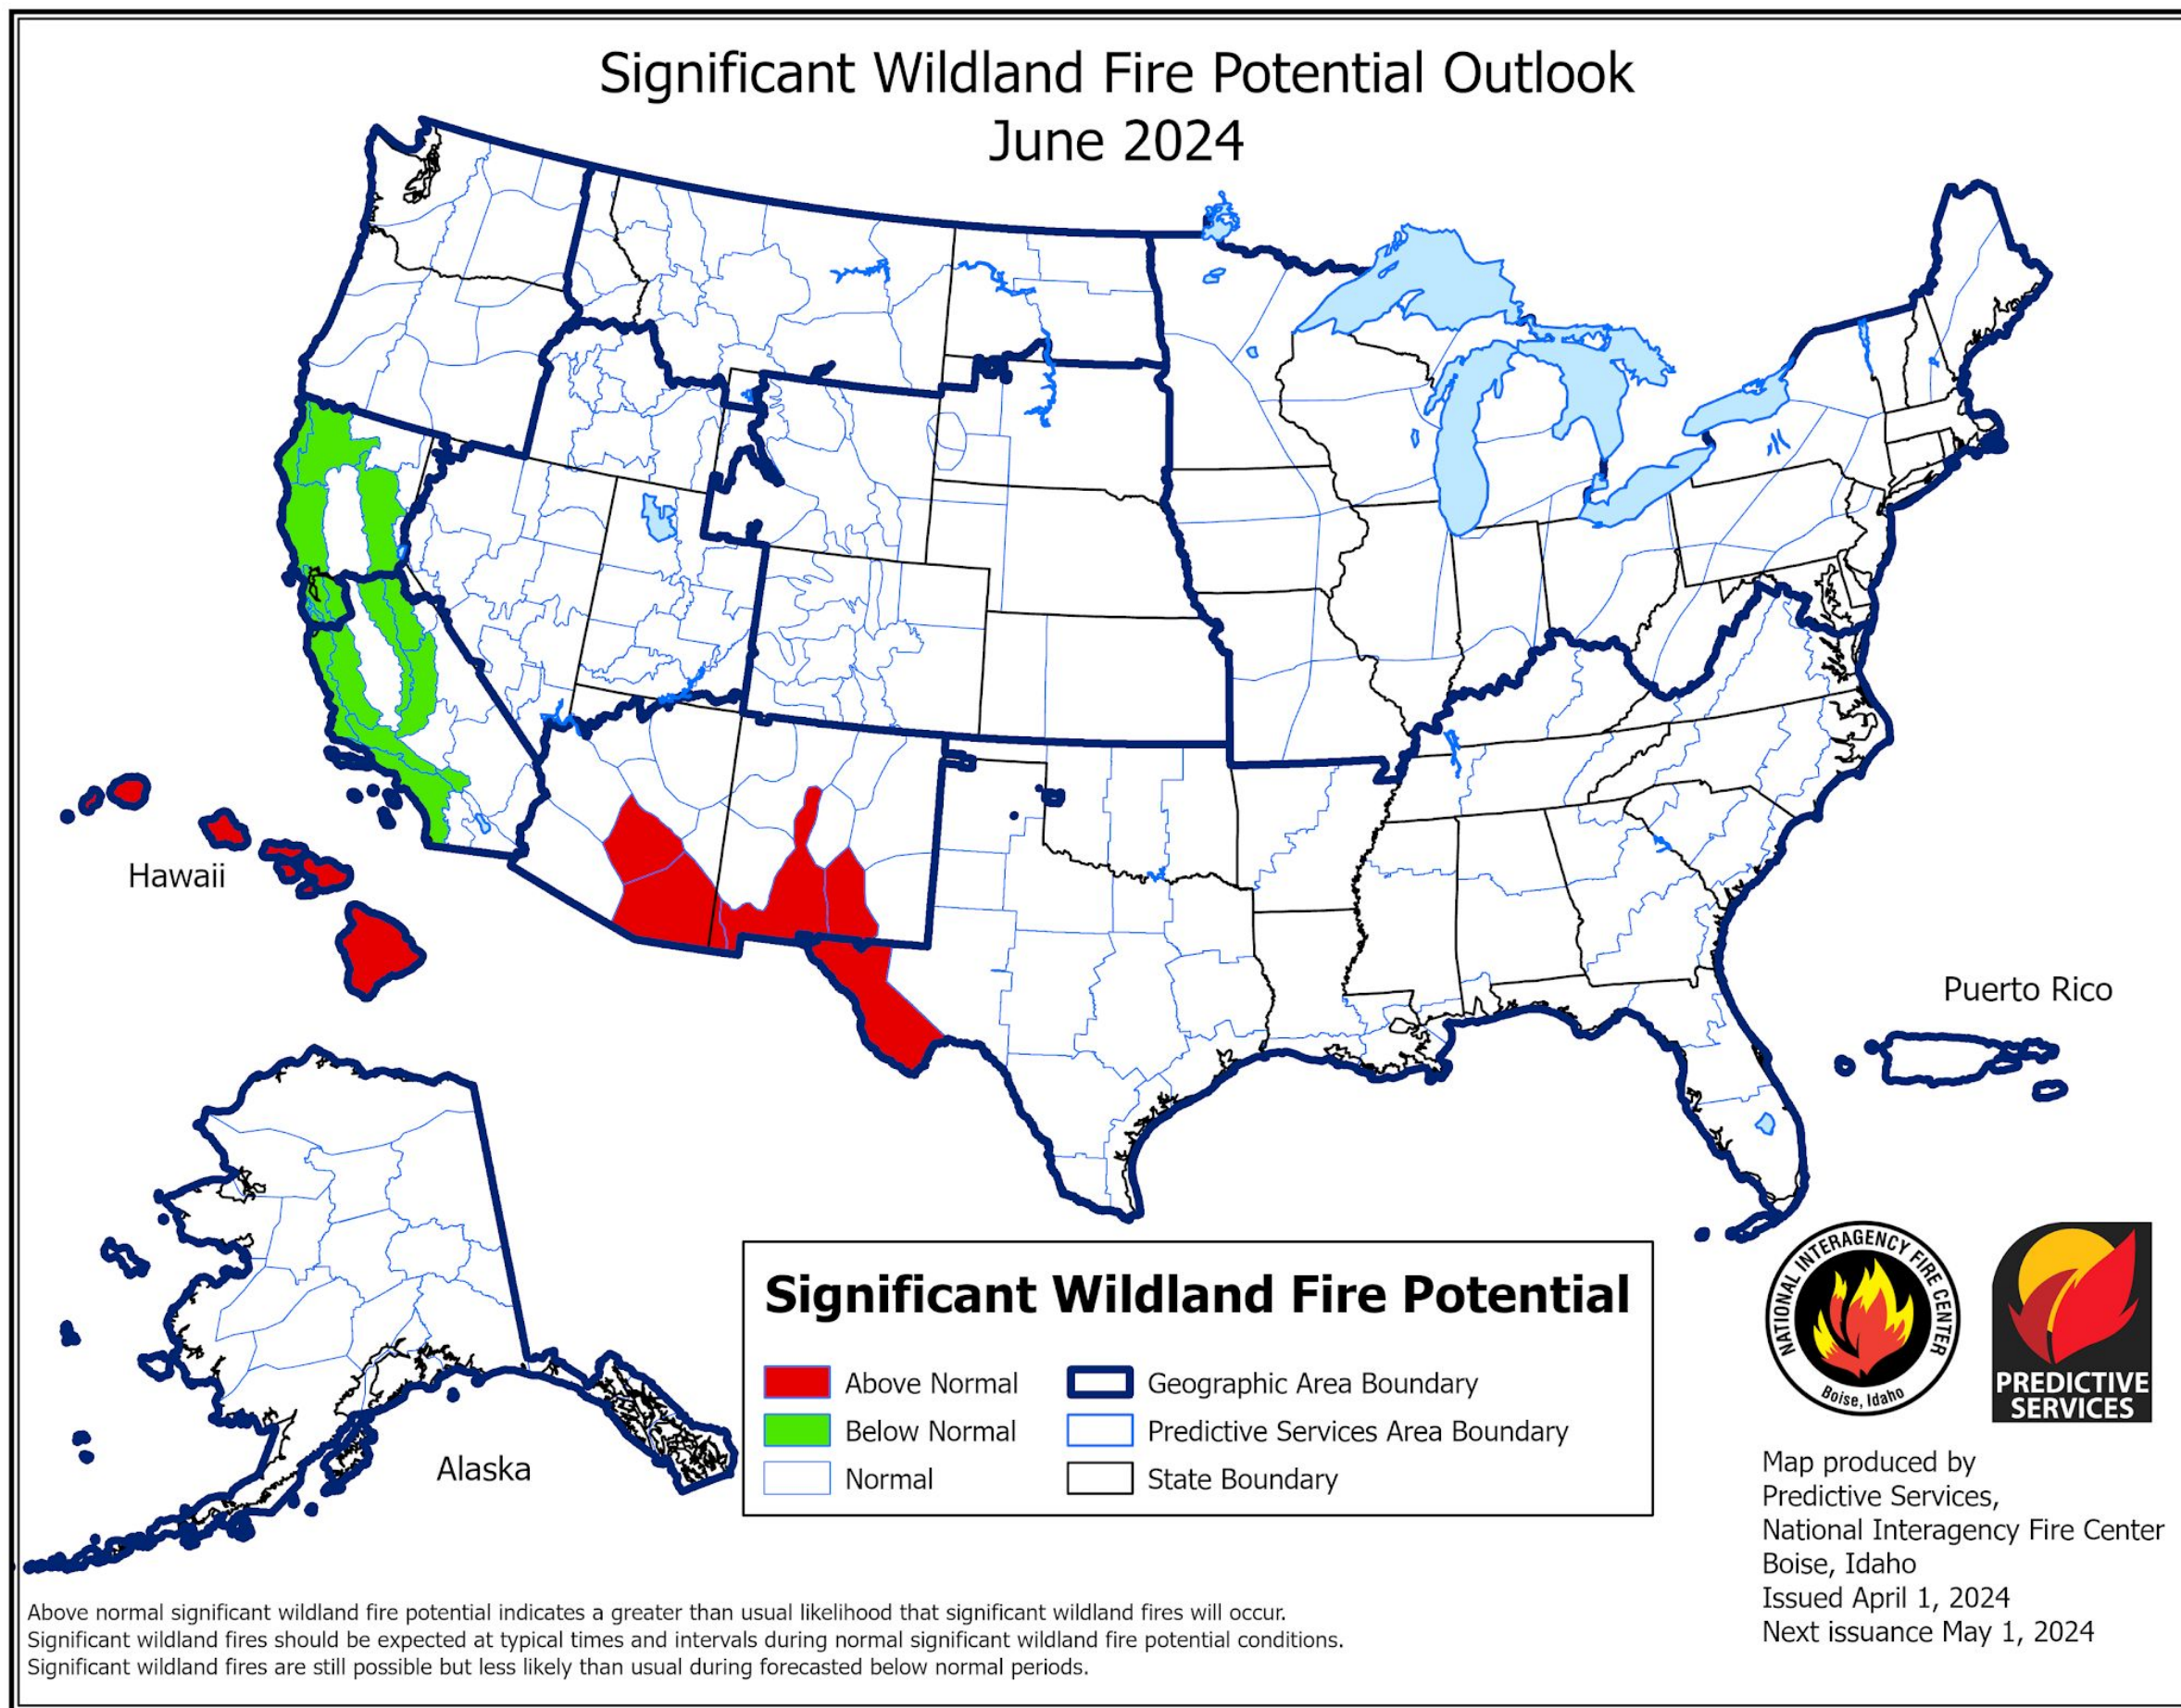 Significant Wildland Fire Potential Outlook
June 2024
Hawaii
Puerto Rico
Alaska
Significant Wildland Fire Potential
Above Normal
Below Normal
Normal
Geographic Area Boundary
Predictive Services Area Boundary
State Boundary
NATIONAL INTERAGENCY FIRE CENTER
Boise, Idaho
PREDICTIVE
SERVICES
Map produced by
Predictive Services,
National Interagency Fire Center
Boise, Idaho
Issued April 1, 2024
Next issuance May 1, 2024
Above normal significant wildland fire potential indicates a greater than usual likelihood that significant wildland fires will occur.
Significant wildland fires should be expected at typical times and intervals during normal significant wildland fire potential conditions.
Significant wildland fires are still possible but less likely than usual during forecasted below normal periods.